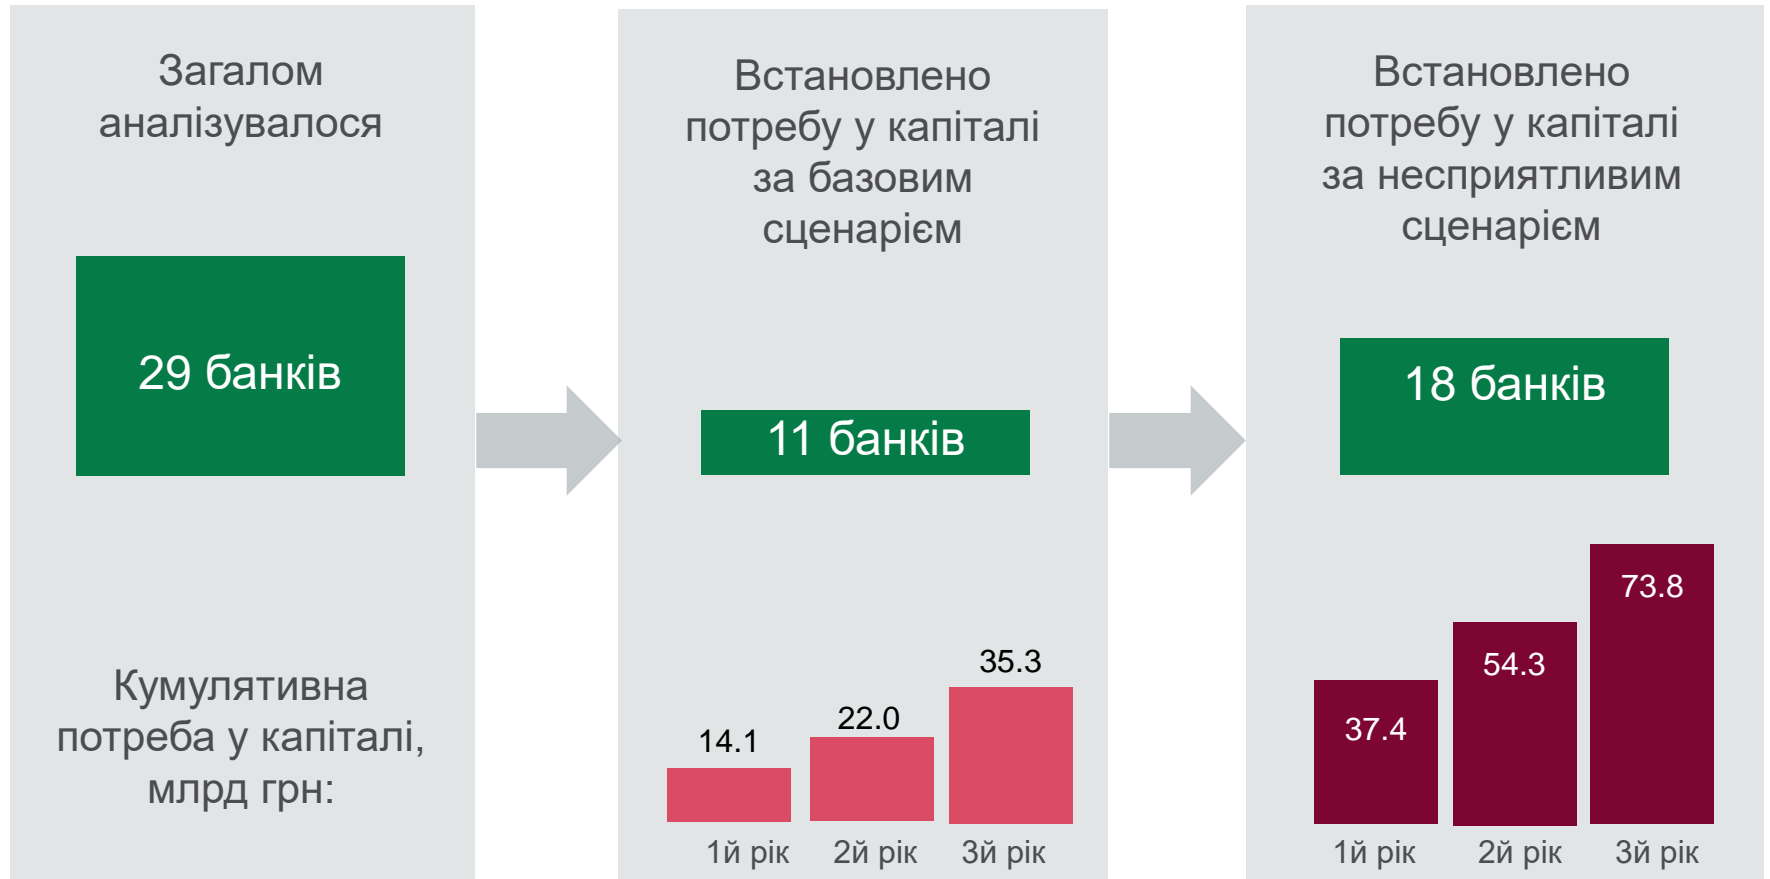 Загалом
аналізувалося
29 банків
Кумулятивна
потреба у капіталі,
млрд грн:
Встановлено
потребу у капіталі
за базовим
сценарієм
11 банків
14.1
22.0
35.3
1й рік
2й рік
3й рік
Встановлено
потребу у капіталі
за несприятливим
сценарієм
18 банків
37.4
54.3
73.8
1й рік
2й рік
3й рік